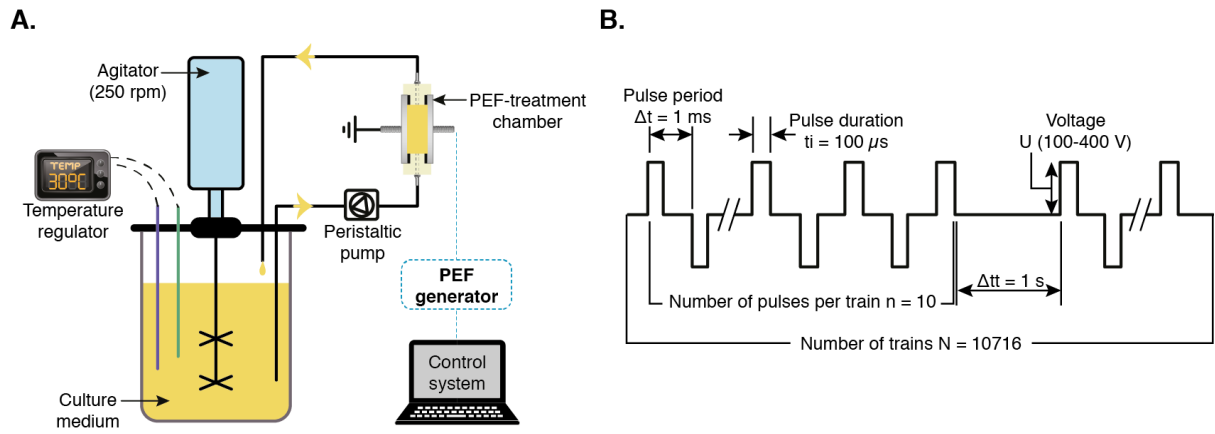 A.
Agitator
(250 rpm)
PEF-treatment
chamber
TEMP
30ºC
Temperature
regulator
Peristaltic
pump
PEF
generator
Control
system
Culture
medium
B.
Pulse period
Δt = 1 ms
Pulse duration
ti = 100 µs
Voltage
U (100-400 V)
Δtt = 1 s
Number of pulses per train n = 10
Number of trains N = 10716